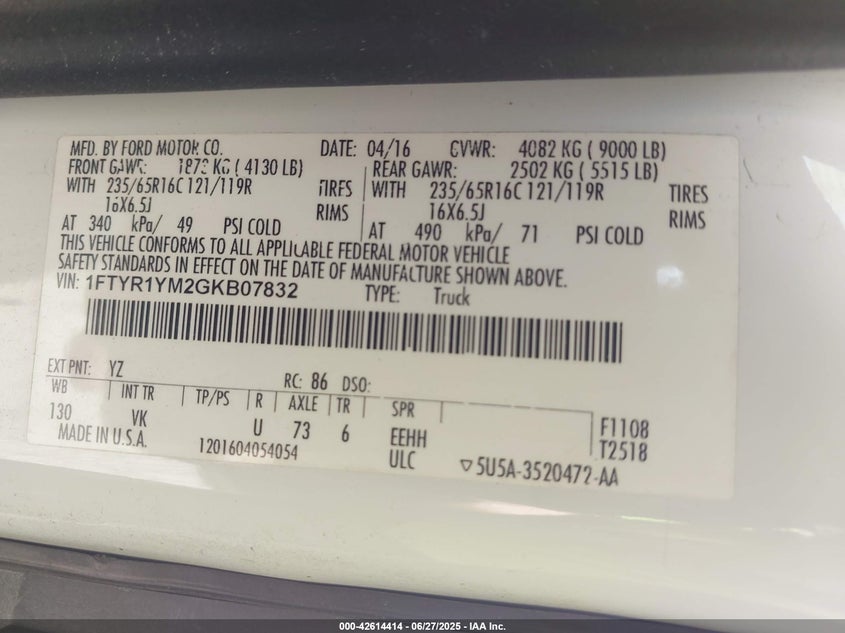 MFD. BY FORD MOTOR CO. DATE: 04/16 GVWR: 4082 KG ( 9000 LB)
FRONT GAWR: 1873 KG ( 4130 LB) REAR GAWR: 2502 KG ( 5515 LB)
WITH 235/65R16C 121/119R TIRES WITH 235/65R16C 121/119R TIRES
16X6.5J RIMS 16X6.5J RIMS
AT 340 kPa/ 49 PSI COLD AT 490 kPa/ 71 PSI COLD
THIS VEHICLE CONFORMS TO ALL APPLICABLE FEDERAL MOTOR VEHICLE
SAFETY STANDARDS IN EFFECT ON THE DATE OF MANUFACTURE SHOWN ABOVE.
VIN: 1FTYR1YM2GKB07832 TYPE: Truck
EXT PNT: YZ RC: 86 DSO:
WB INT TR TP/PS R AXLE TR SPR
130 VK U 73 6 EEHH F1108
MADE IN U.S.A. 1201604054054 ULC T2518
▽5U5A-3520472-AA
000-42614414 - 06/27/2025 - IAA Inc.